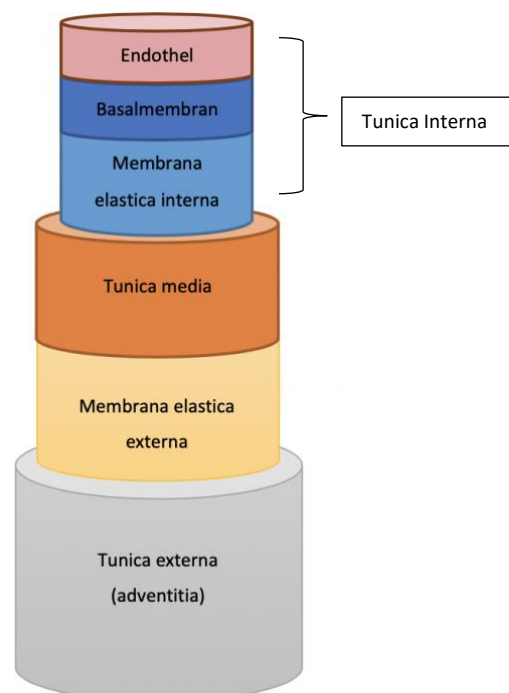 Endothel
Basalmembran
Membrana
elastica interna
Tunica Interna
Tunica media
Membrana elastica
externa
Tunica externa
(adventitia)